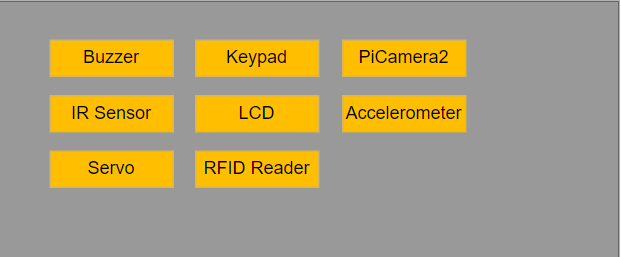 Buzzer
Keypad
PiCamera2
IR Sensor
LCD
Accelerometer
Servo
RFID Reader